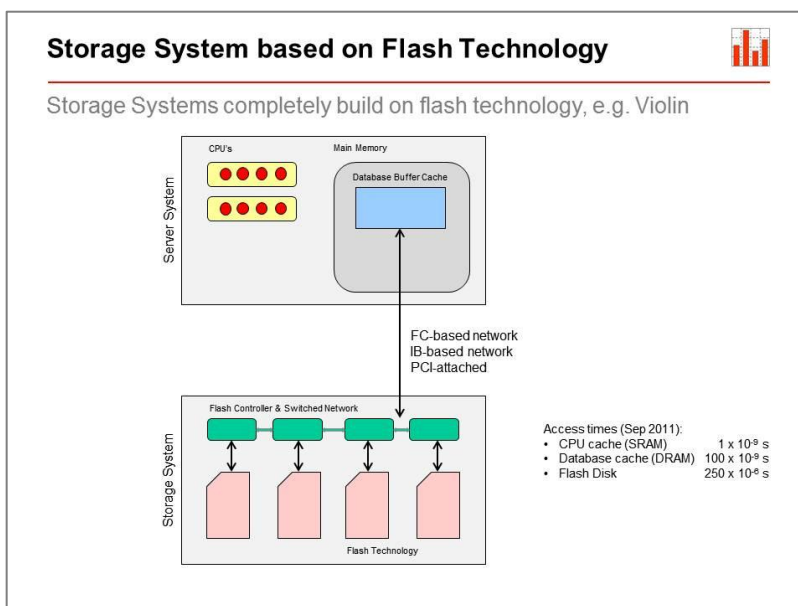 Storage System based on Flash Technology
Storage Systems completely build on flash technology, e.g. Violin
CPU's
Main Memory
Database Buffer Cache
Server System
FC-based network
IB-based network
PCI-attached
Flash Controller & Switched Network
Storage System
Flash Technology
Access times (Sep 2011):
• CPU cache (SRAM) 1 x 10⁻⁹ s
• Database cache (DRAM) 100 x 10⁻⁹ s
• Flash Disk 250 x 10⁻⁶ s